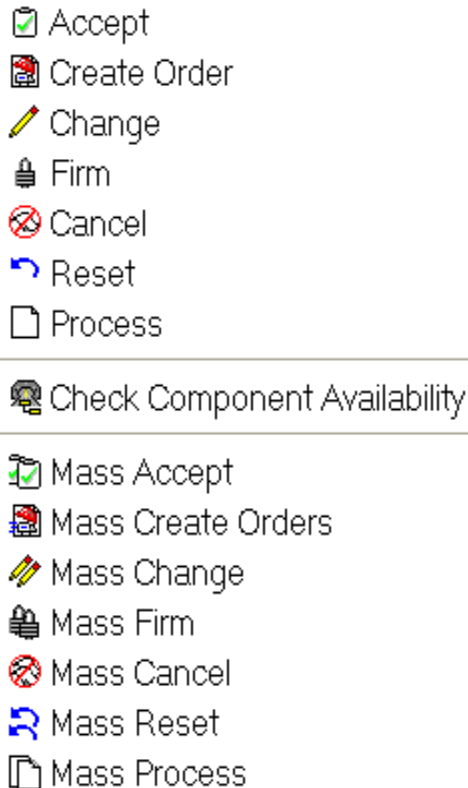 Accept
Create Order
Change
Firm
Cancel
Reset
Process
Check Component Availability
Mass Accept
Mass Create Orders
Mass Change
Mass Firm
Mass Cancel
Mass Reset
Mass Process